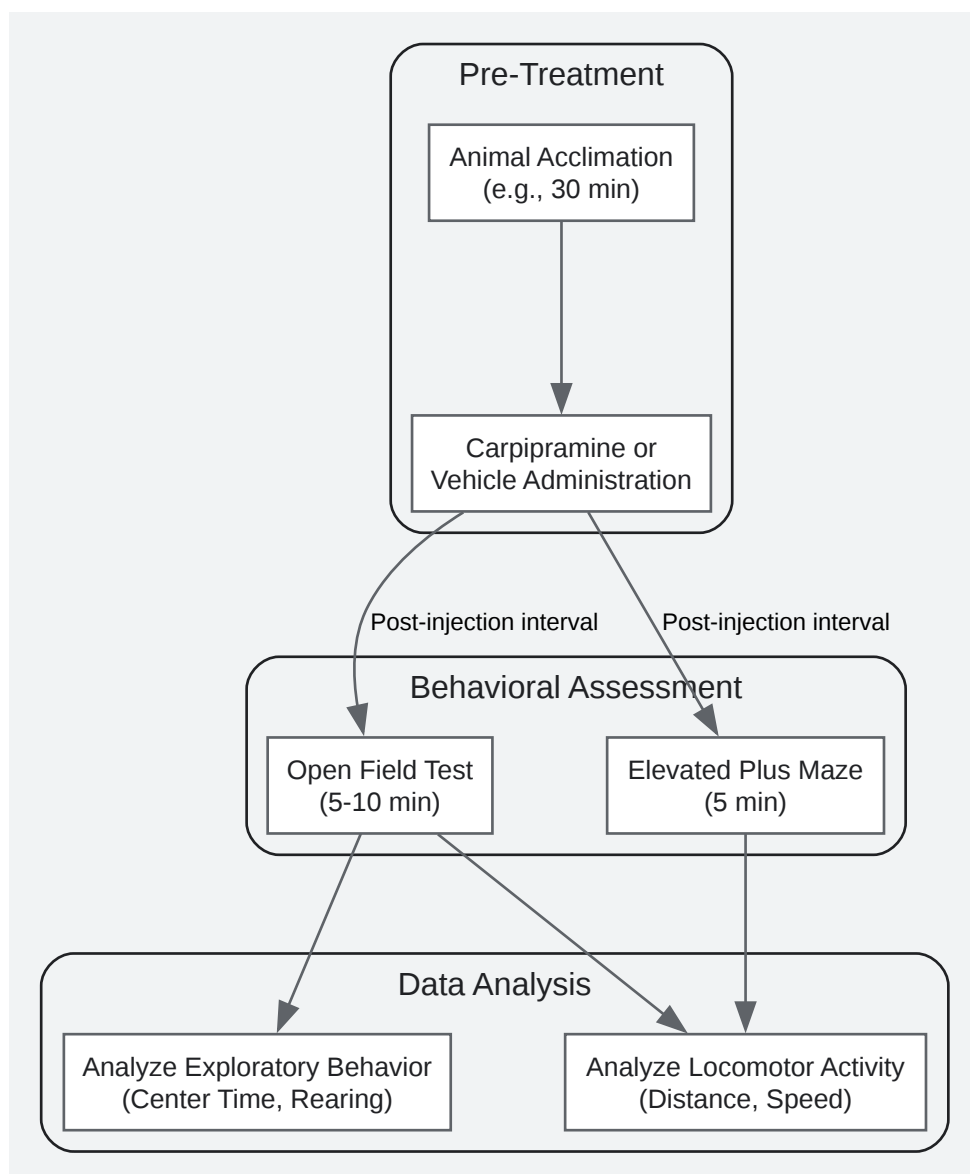 Pre-Treatment
Animal Acclimation
(e.g., 30 min)
Carpipramine or
Vehicle Administration
Post-injection interval
Post-injection interval
Behavioral Assessment
Open Field Test
(5-10 min)
Elevated Plus Maze
(5 min)
Data Analysis
Analyze Exploratory Behavior
(Center Time, Rearing)
Analyze Locomotor Activity
(Distance, Speed)